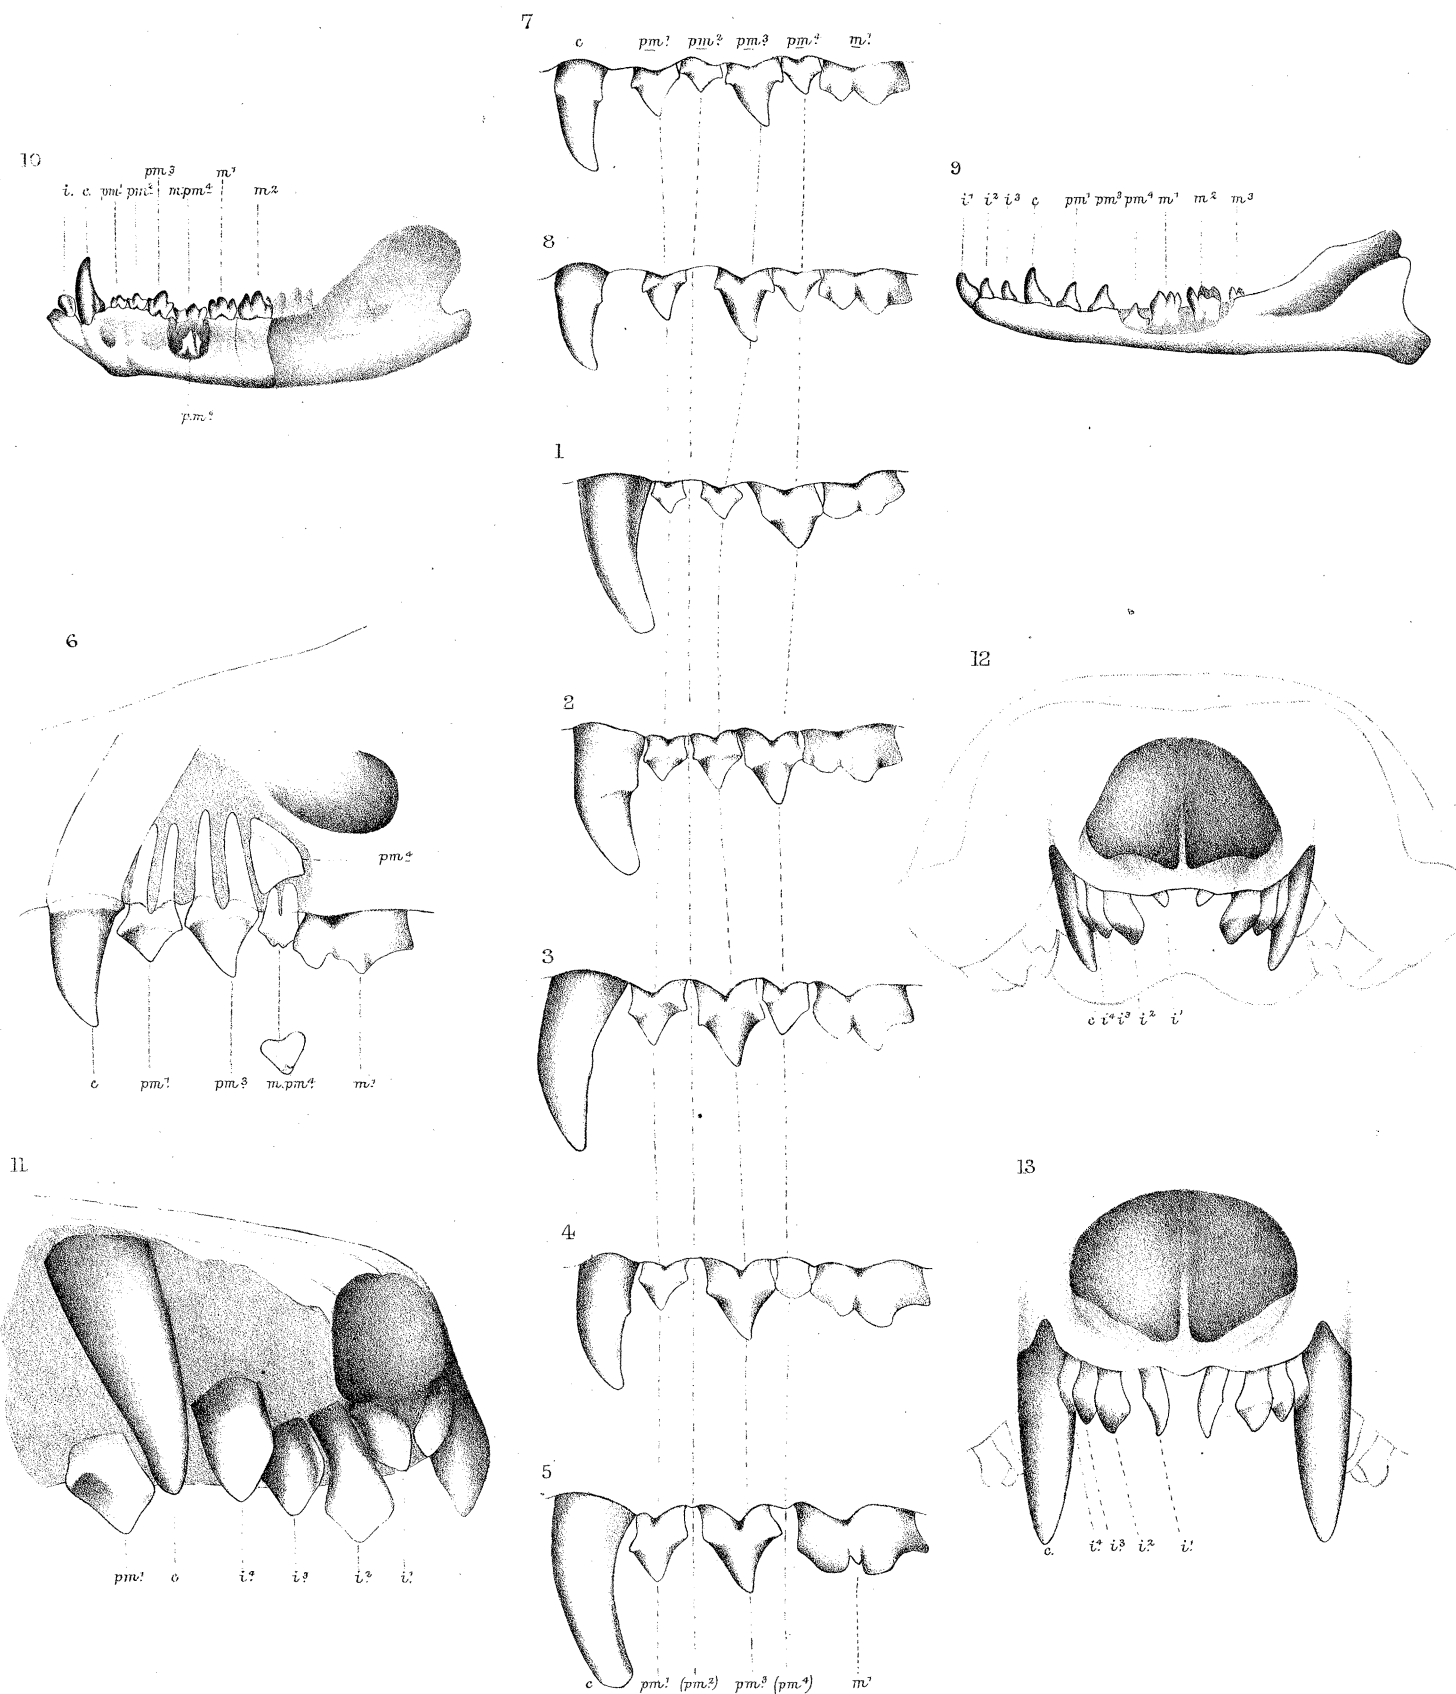 7
c pm1 pm2 pm3 pm4 m1
10
pm3 m1
i. c. pm1 pm2 m.pm4 m2
p.m4
9
i1 i2 i3 c pm1 pm3 pm4 m1 m2 m3
8
1
6
pm4
c pm1 pm3 m.pm4 m1
2
12
c i4 i3 i2 i1
3
11
pm1 c i4 i3 i2 i1
4
13
c. i4 i3 i2 i1
5
c pm1 (pm2) pm3 (pm4) m1